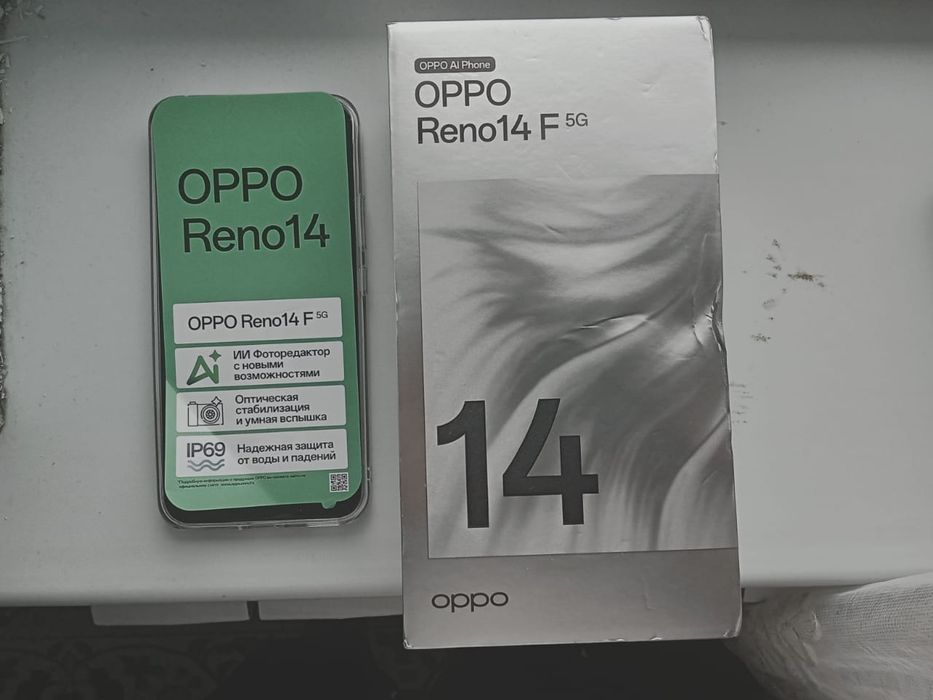 OPPO
Reno14
OPPO Reno14 F 5G
Ai
ИИ Фоторедактор
с новыми
возможностями
Оптическая
стабилизация
и умная вспышка
IP69
Надежная защита
от воды и падений
OPPO AI Phone
OPPO
Reno14 F 5G
14
oppo